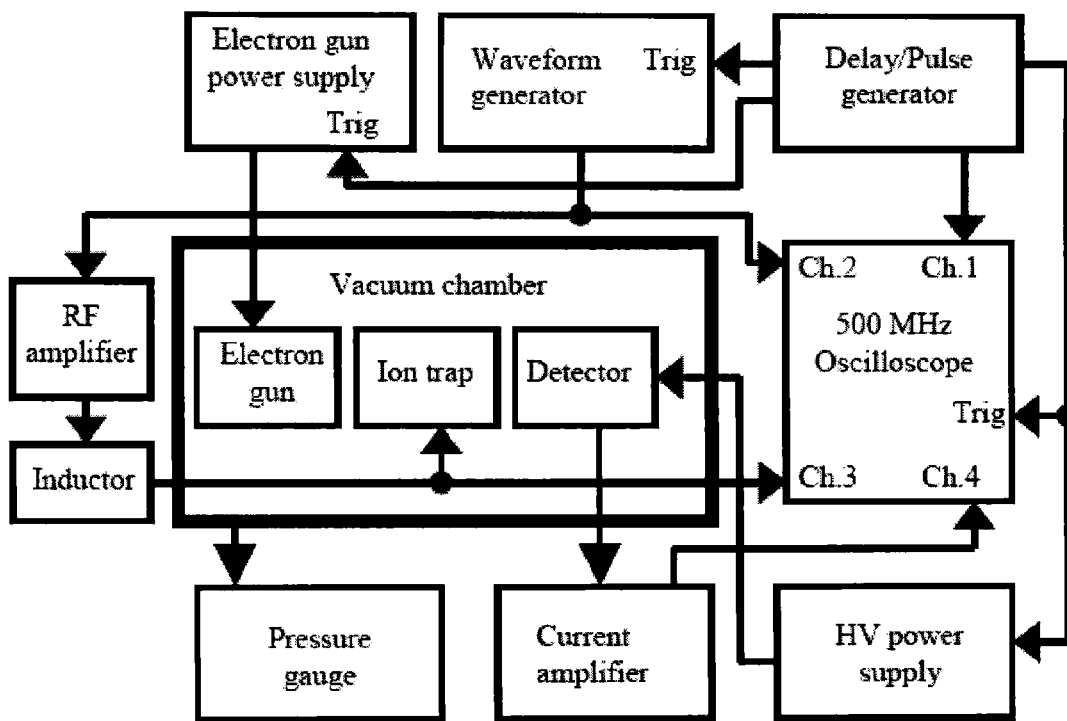 Electron gun
power supply
Trig
Waveform
generator
Trig
Delay/Pulse
generator
Vacuum chamber
Ch.2
Ch.1
500 MHz
Oscilloscope
Trig
Ch.3
Ch.4
RF
amplifier
Electron
gun
Ion trap
Detector
Inductor
Pressure
gauge
Current
amplifier
HV power
supply